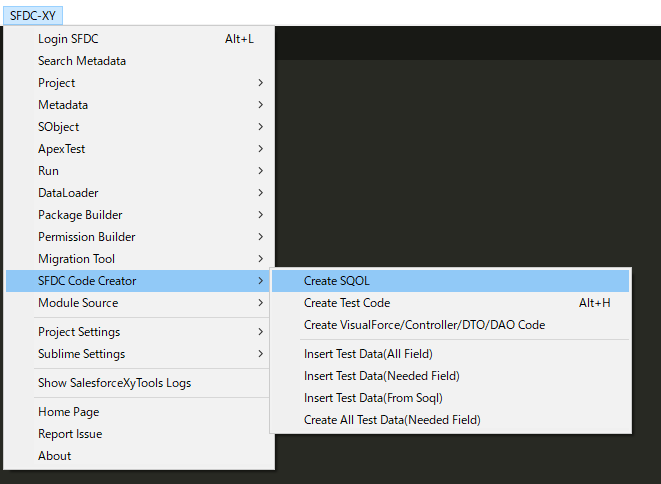 SFDC-XY
Login SFDC Alt+L
Search Metadata
Project
Metadata
SObject
ApexTest
Run
DataLoader
Package Builder
Permission Builder
Migration Tool
SFDC Code Creator
Module Source
Project Settings
Sublime Settings
Show SalesforceXyTools Logs
Home Page
Report Issue
About
Create SQOL
Create Test Code Alt+H
Create VisualForce/Controller/DTO/DAO Code
Insert Test Data(All Field)
Insert Test Data(Needed Field)
Insert Test Data(From Soql)
Create All Test Data(Needed Field)